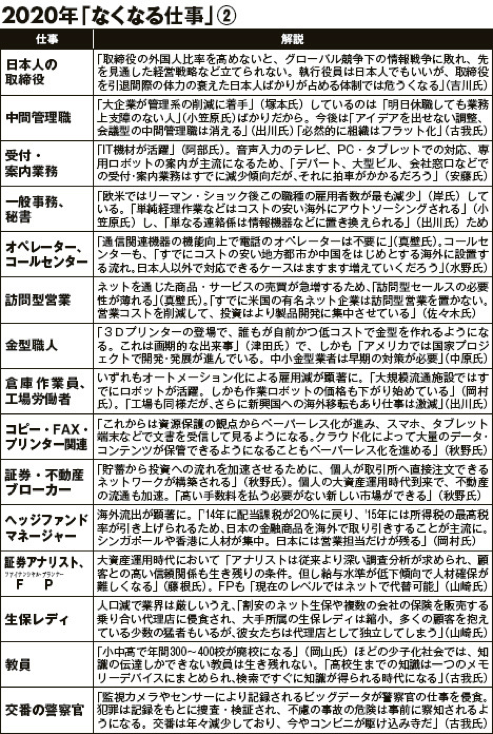 2020年「なくなる仕事」②
仕事
解説
日本人の
取締役
「取締役の外国人比率を高めないと、グローバル競争下の情報戦争に敗れ、先
を見通した経営戦略など立てられない。執行役員は日本人でもいいが、取締役
を引退間際の体力の衰えた日本人ばかりが占める体制では危うくなる」(吉川氏)
中間管理職
「大企業が管理系の削減に着手」(塚本氏)しているのは「明日休職しても業務
上支障のない人」(小笠原氏)ばかりだから。今後は「アイデアを出せない調整、
会議型の中間管理職は消える」(出川氏)「必然的に組織はフラット化」(古我氏)
受付・
案内業務
「IT機材が活躍」(阿部氏)。音声入力のテレビ、PC・タブレットでの対応、専
用ロボットの案内が主流になるため、「デパート、大型ビル、会社窓口などで
の受付・案内業務はすでに減少傾向だが、それに拍車がかかるだろう」(安藤氏)
一般事務、
秘書
「欧米ではリーマン・ショック後この職種の雇用者数が最も減少」(岸氏)して
いる。「単純経理作業などはコストの安い海外にアウトソーシングされる」(小
笠原氏)し、「単なる連絡係は情報機器などに置き換えられる」(出川氏)ため
オペレーター、
コールセンター
「通信関連機器の機能向上で電話のオペレーターは不要に」(真壁氏)。コールセ
ンターも、「すでにコストの安い地方都市か中国をはじめとする海外に設置す
る流れ。日本人以外で対応できるケースはますます増えていくだろう」(水野氏)
訪問型営業
ネットを通じた商品・サービスの売買が急増するため、「訪問型セールスの必要
性が薄れる」(真壁氏)。「すでに米国の有名ネット企業は訪問型営業を置かない。
営業コストを削減して、投資はより製品開発に集中させている」(佐々木氏)
金型職人
「3Dプリンターの登場で、誰もが自前かつ低コストで金型を作れるようにな
る。これは画期的な出来事」(津田氏)で、しかも「アメリカでは国家プロジェ
クトで開発・発展が進んでいる。中小金型業者は早期の対策が必要」(中原氏)
倉庫作業員、
工場労働者
いずれもオートメーション化による雇用減が顕著に。「大規模流通施設ではす
でにロボットが活躍。しかも作業ロボットの価格も下がり始めている」(岡村
氏)。「工場も同様だが、さらに新興国への海外移転もあり仕事は激減」(出川氏)
コピー・FAX・
プリンター関連
「これからは資源保護の観点からペーパーレス化が進み、スマホ、タブレット
端末などで文書を受信して見るようになる。クラウド化によって大量のデータ・
コンテンツが保管できるようになることもペーパーレス化を進める」(秋野氏)
証券・不動産
ブローカー
「貯蓄から投資への流れを加速させるために、個人が取引所へ直接注文できる
ネットワークが構築される」(秋野氏)。個人の大資産運用時代到来で、不動産
の流通も加速。「高い手数料を払う必要がない新しい市場ができる」(秋野氏)
ヘッジファンド
マネージャー
海外流出が顕著に。「'14年に配当課税が20%に戻り、'15年には所得税の最高税
率が引き上げられるため、日本の金融商品を海外で取り引きすることが主流に。
シンガポールや香港に人材が集中。日本には営業担当だけが残る」(岡村氏)
証券アナリスト、
ファイナンシャル・プランナー
FP
大資産運用時代において「アナリストは従来より深い調査分析が求められ、顧
客との高い信頼関係も生き残りの条件。但し給与水準が低下傾向で人材確保が
難しくなる」(藤根氏)。FPも「現在のレベルではネットで代替可能」(山崎氏)
生保レディ
人口減で業界は厳しいうえ、「割安のネット生保や複数の会社の保険を販売する
乗り合い代理店に侵食され、大手所属の生保レディは縮小。多くの顧客を抱え
ている少数の猛者もいるが、彼女たちは代理店として独立してしまう」(山崎氏)
教員
「小中高で年間300〜400校が廃校になる」(岡山氏)ほどの少子化社会では、知
識の伝達しかできない教員は生き残れない。「高校生までの知識は一つのメモ
リーデバイスにまとめられ、検索ですぐに知識が得られる時代になる」(古我氏)
交番の警察官
「監視カメラやセンサーにより記録されるビッグデータが警察官の仕事を侵食。
犯罪は記録をもとに捜査・検証され、不慮の事故の危険は事前に察知されるよ
うになる。交番は年々減少しており、今やコンビニが駆け込み寺だ」(古我氏)